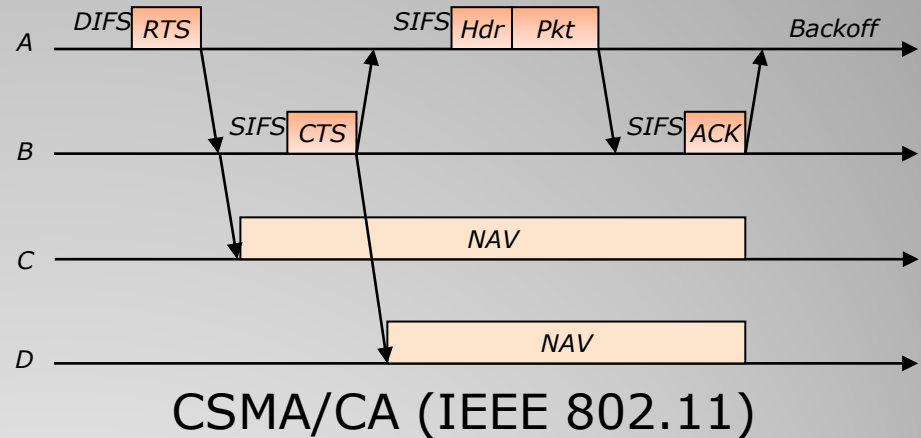 DIFS RTS SIFS Hdr Pkt Backoff
A
SIFS CTS SIFS ACK
B
NAV
C
NAV
D
CSMA/CA (IEEE 802.11)